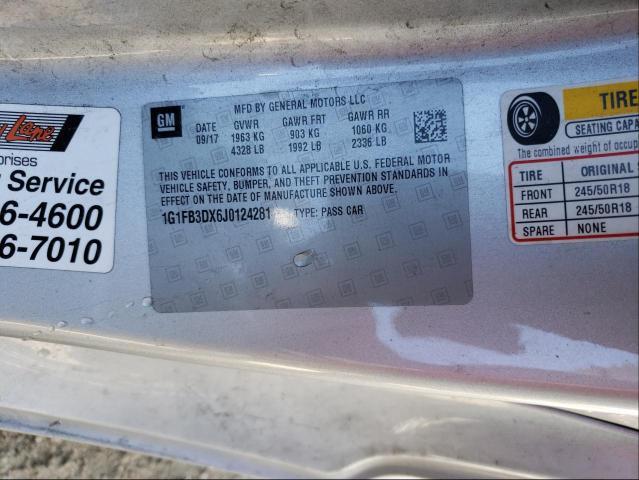 Lane
rprises
Service
6-4600
6-7010
GM
MFD BY GENERAL MOTORS LLC
DATE GVWR GAWR FRT GAWR RR
09/17 1963 KG 903 KG 1060 KG
4328 LB 1992 LB 2336 LB
THIS VEHICLE CONFORMS TO ALL APPLICABLE U.S. FEDERAL MOTOR
VEHICLE SAFETY, BUMPER, AND THEFT PREVENTION STANDARDS IN
EFFECT ON THE DATE OF MANUFACTURE SHOWN ABOVE.
1G1FB3DX6J0124281 TYPE: PASS CAR
TIRE
SEATING CAPA
The combined weight of occup
TIRE ORIGINAL
FRONT 245/50R18
REAR 245/50R18
SPARE NONE